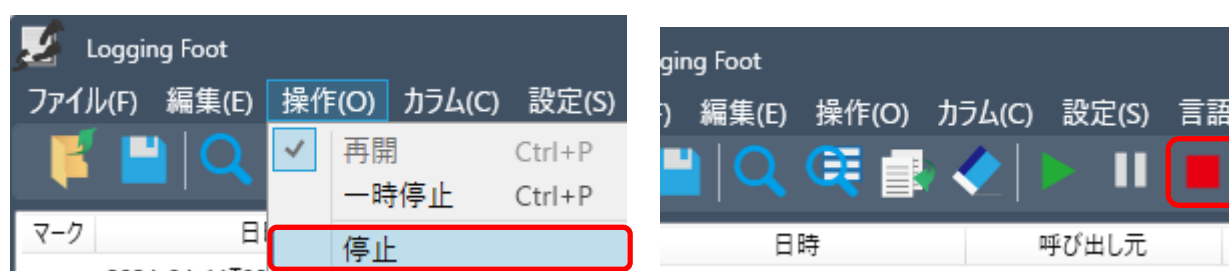 Logging Foot
ファイル(F) 編集(E) 操作(O) カラム(C) 設定(S)
再開 Ctrl+P
一時停止 Ctrl+P
マーク 日
停止
ging Foot
編集(E) 操作(O) カラム(C) 設定(S) 言語
日時 呼び出し元